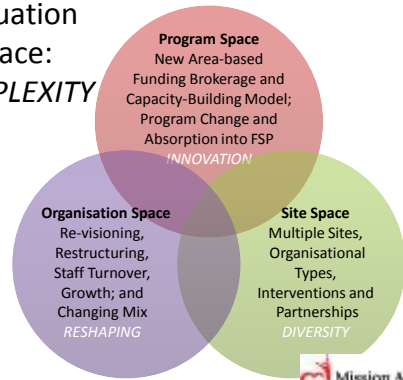 uation
ace:
PLEXITY
Program Space
New Area-based
Funding Brokerage and
Capacity-Building Model;
Program Change and
Absorption into FSP
INNOVATION
Organisation Space
Re-visioning,
Restructuring,
Staff Turnover,
Growth; and
Changing Mix
RESHAPING
Site Space
Multiple Sites,
Organisational
Types,
Interventions and
Partnerships
DIVERSITY
Mission A